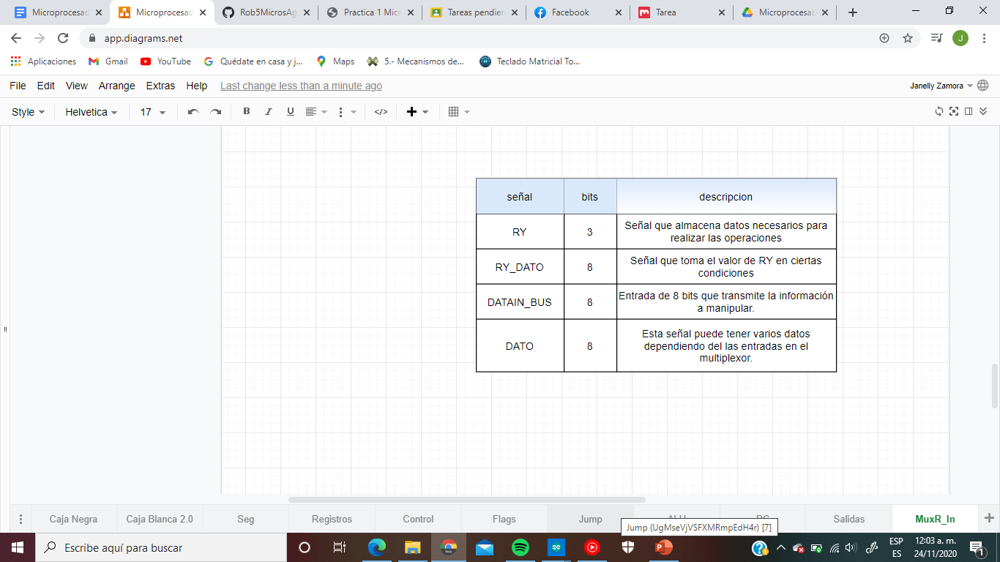 Microprocesad
Microprocesad
Rob5MicrosAg
Practica 1 Micr
Tareas pendien
Facebook
Tarea
Microprocesad
app.diagrams.net
J
Aplicaciones
Gmail
YouTube
Quédate en casa y j...
Maps
5.- Mecanismos de...
Teclado Matricial To...
File Edit View Arrange Extras Help Last change less than a minute ago
Janelly Zamora
Style Helvetica 17 B I U
señal bits descripcion
RY 3 Señal que almacena datos necesarios para
realizar las operaciones
RY_DATO 8 Señal que toma el valor de RY en ciertas
condiciones
DATAIN_BUS 8 Entrada de 8 bits que transmite la información
a manipular.
DATO 8 Esta señal puede tener varios datos
dependiendo del las entradas en el
multiplexor.
Caja Negra Caja Blanca 2.0 Seg Registros Control Flags Jump Salidas MuxR_In
Jump (UgMseVjVSFXMRmpEdH4r) [7]
Escribe aquí para buscar
ESP
ES
12:03 a. m.
24/11/2020
1